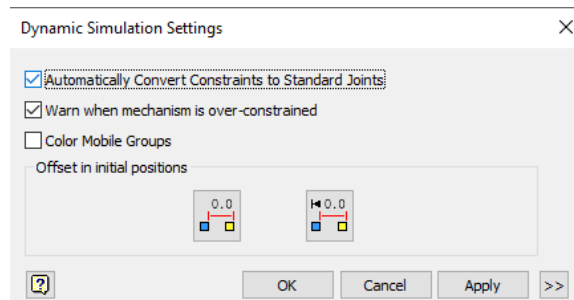 Dynamic Simulation Settings
Automatically Convert Constraints to Standard Joints
Warn when mechanism is over-constrained
Color Mobile Groups
Offset in initial positions
0.0 0.0
? OK Cancel Apply >>